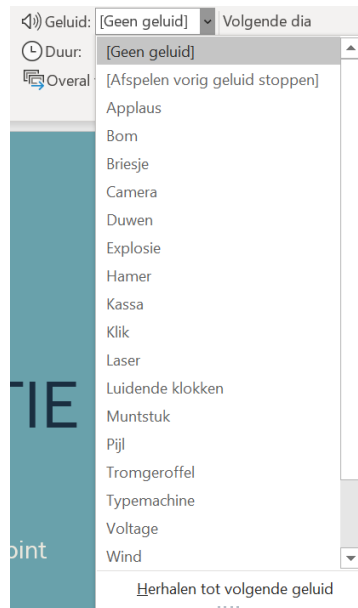 Geluid: [Geen geluid] Volgende dia
Duur: [Geen geluid]
Overal [Afspelen vorig geluid stoppen]
Applaus
Bom
Briesje
Camera
Duwen
Explosie
Hamer
Kassa
Klik
Laser
Luidende klokken
TIE
Muntstuk
Pijl
Tromgeroffel
Typemachine
Voltage
point
Wind
Herhalen tot volgende geluid